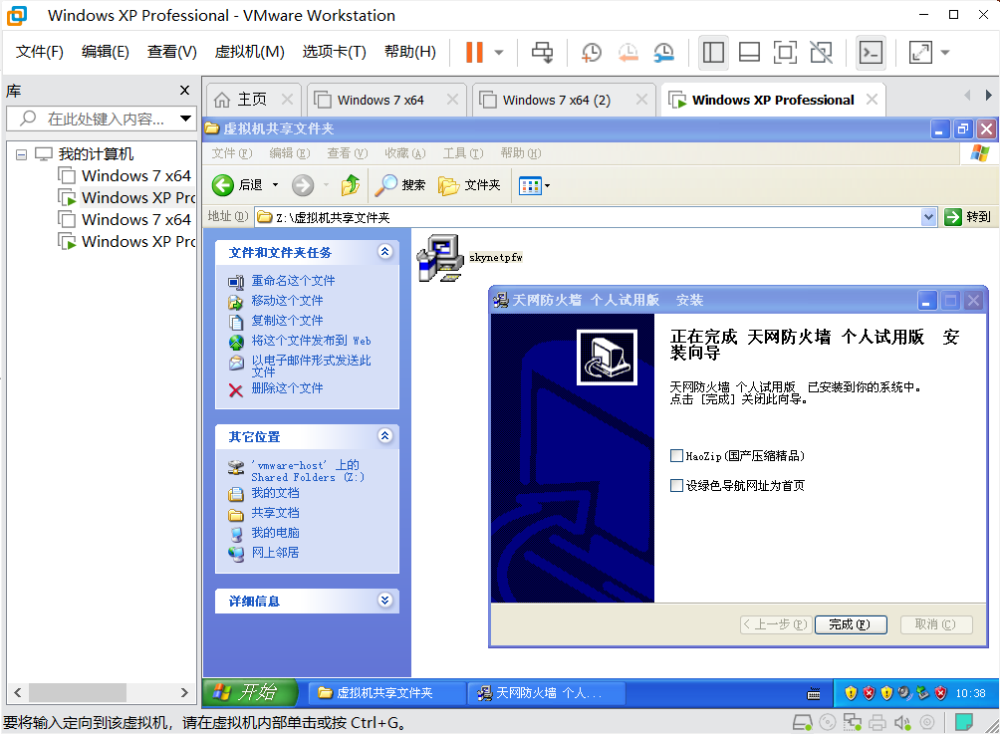 Windows XP Professional - VMware Workstation
文件(F) 编辑(E) 查看(V) 虚拟机(M) 选项卡(T) 帮助(H)
库
在此处键入内容...
我的计算机
Windows 7 x64
Windows XP Prc
Windows 7 x64
Windows XP Prc
主页
Windows 7 x64
Windows 7 x64 (2)
Windows XP Professional
虚拟机共享文件夹
文件(F) 编辑(E) 查看(V) 收藏(A) 工具(T) 帮助(H)
后退 搜索 文件夹
地址(D) Z:\虚拟机共享文件夹 转到
文件和文件夹任务
重命名这个文件
移动这个文件
复制这个文件
将这个文件发布到 Web
以电子邮件形式发送此
文件
删除这个文件
其它位置
'vmware-host' 上的
Shared Folders (Z:)
我的文档
共享文档
我的电脑
网上邻居
详细信息
skynetpfw
天网防火墙 个人试用版 安装
正在完成 天网防火墙 个人试用版 安
装向导
天网防火墙 个人试用版 已安装到你的系统中。
点击 [完成] 关闭此向导。
HaoZip(国产压缩精品)
设绿色导航网址为首页
< 上一步(P) 完成(F) 取消(C)
开始 虚拟机共享文件夹 天网防火墙 个人... 10:38
要将输入定向到该虚拟机，请在虚拟机内部单击或按 Ctrl+G。